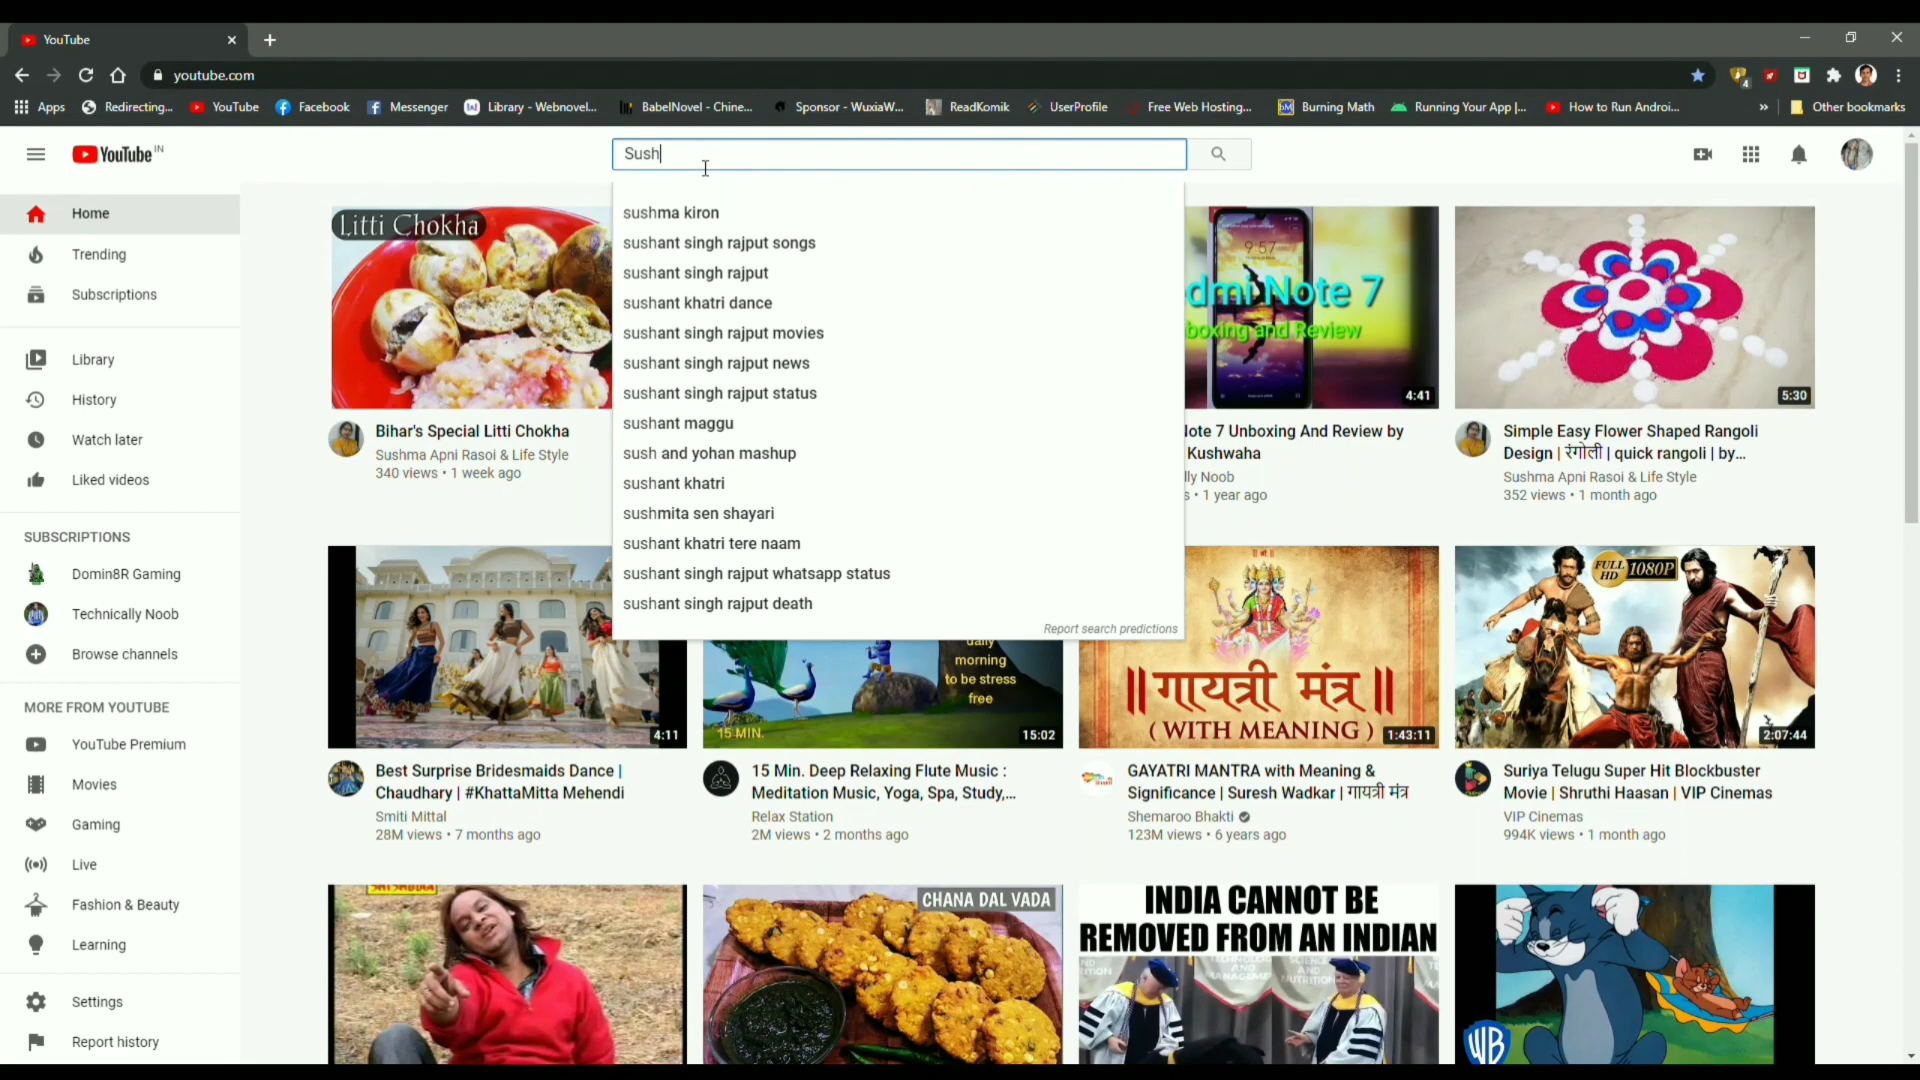 YouTube
youtube.com
4
Apps
Redirecting...
YouTube
Facebook
Messenger
Library - Webnovel...
BabelNovel - Chine...
Sponsor - WuxiaW...
ReadKomik
UserProfile
Free Web Hosting...
Burning Math
Running Your App |...
How to Run Androi...
»
Other bookmarks
YouTube IN
Sush
Home
Trending
Subscriptions
Library
History
Watch later
Liked videos
SUBSCRIPTIONS
Domin8R Gaming
Technically Noob
Browse channels
MORE FROM YOUTUBE
YouTube Premium
Movies
Gaming
Live
Fashion & Beauty
Learning
Settings
Report history
sushma kiron
sushant singh rajput songs
sushant singh rajput
sushant khatri dance
sushant singh rajput movies
sushant singh rajput news
sushant singh rajput status
sushant maggu
sush and yohan mashup
sushant khatri
sushmita sen shayari
sushant khatri tere naam
sushant singh rajput whatsapp status
sushant singh rajput death
Report search predictions
Litti Chokha
Bihar's Special Litti Chokha
Sushma Apni Rasoi & Life Style
340 views • 1 week ago
9:57
dmi Note 7
boxing and Review
4:41
lote 7 Unboxing And Review by
Kushwaha
lly Noob
s • 1 year ago
5:30
Simple Easy Flower Shaped Rangoli
Design | रंगोली | quick rangoli | by...
Sushma Apni Rasoi & Life Style
352 views • 1 month ago
4:11
Best Surprise Bridesmaids Dance |
Chaudhary | #KhattaMitta Mehendi
Smiti Mittal
28M views • 7 months ago
daily
morning
to be stress
free
15 MIN.
15:02
15 Min. Deep Relaxing Flute Music :
Meditation Music, Yoga, Spa, Study,...
Relax Station
2M views • 2 months ago
॥गायत्री मंत्र॥
( WITH MEANING )
1:43:11
GAYATRI MANTRA with Meaning &
Significance | Suresh Wadkar | गायत्री मंत्र
Shemaroo Bhakti
123M views • 6 years ago
FULL HD 1080P
2:07:44
Suriya Telugu Super Hit Blockbuster
Movie | Shruthi Haasan | VIP Cinemas
VIP Cinemas
994K views • 1 month ago
CHANA DAL VADA
INDIA CANNOT BE
REMOVED FROM AN INDIAN
WB